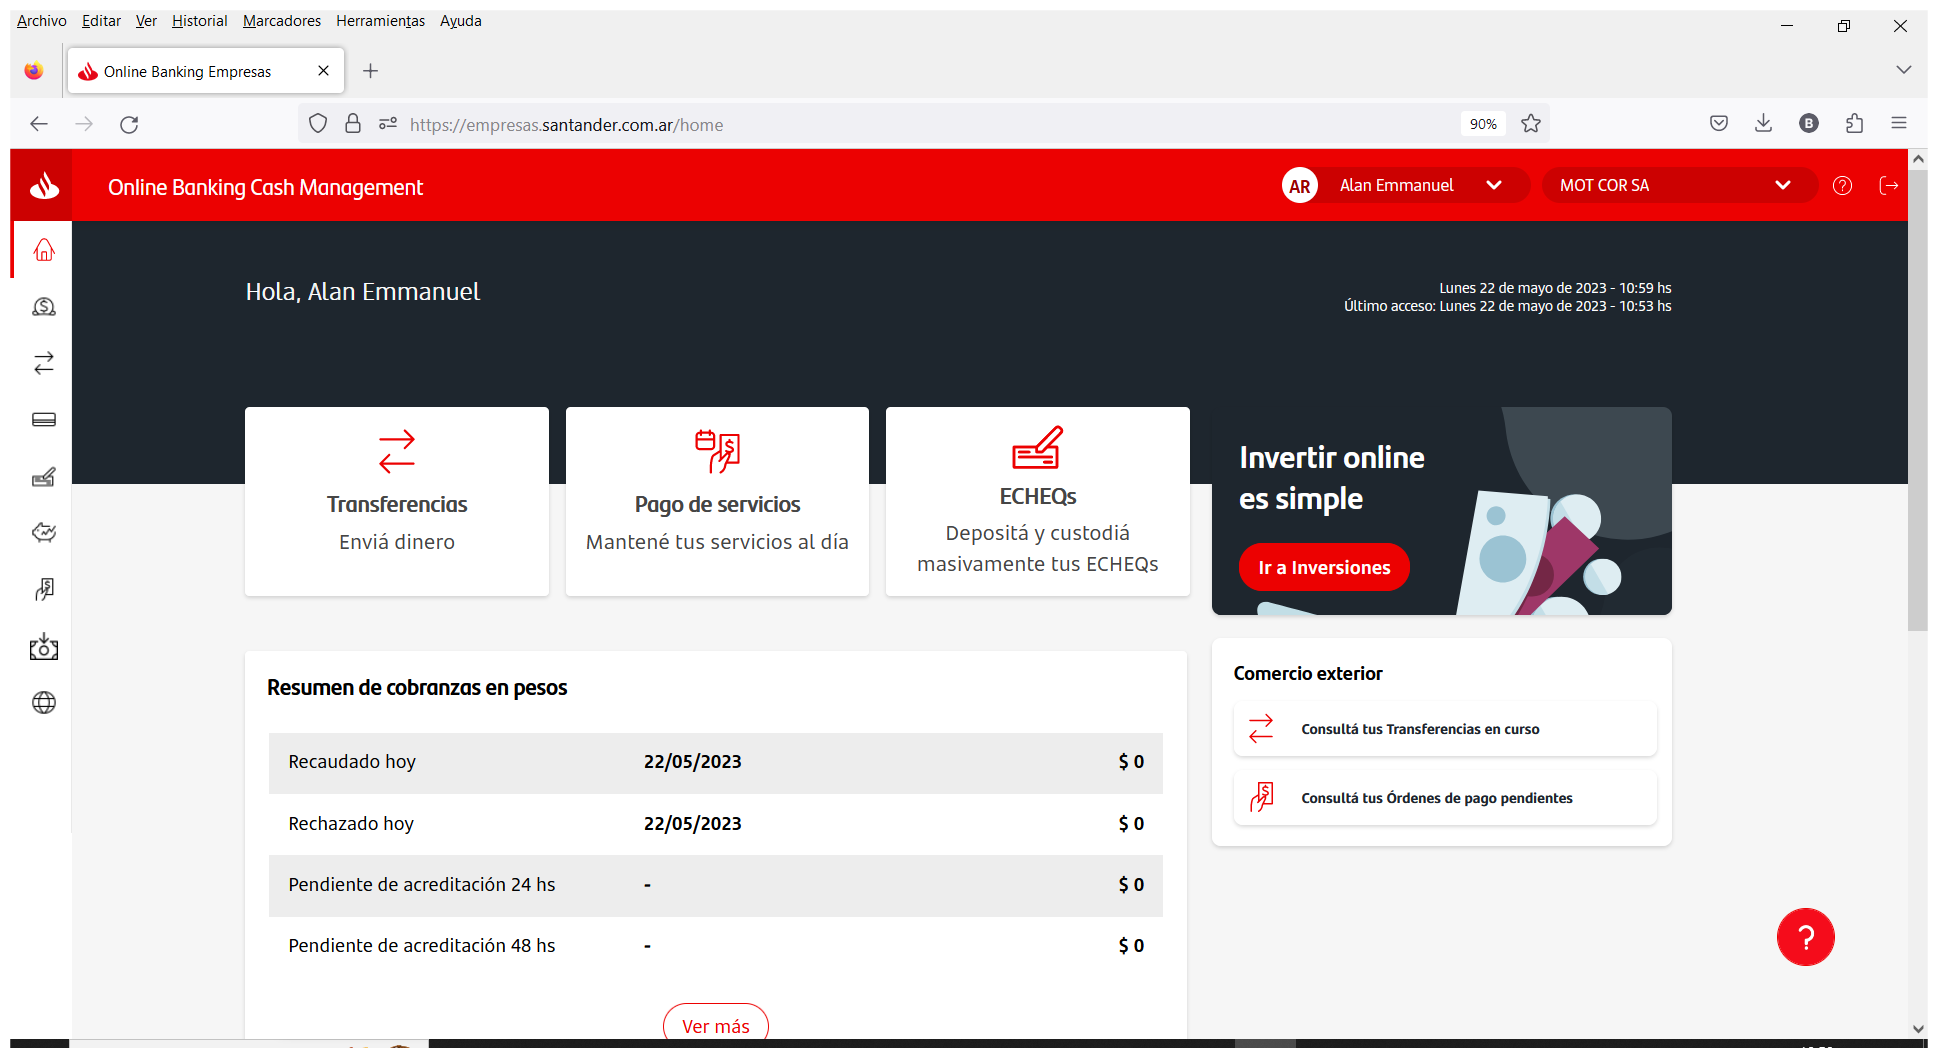 Archivo Editar Ver Historial Marcadores Herramientas Ayuda
Online Banking Empresas
https://empresas.santander.com.ar/home
90%
B
Online Banking Cash Management
AR
Alan Emmanuel
MOT COR SA
Hola, Alan Emmanuel
Lunes 22 de mayo de 2023 - 10:59 hs
Último acceso: Lunes 22 de mayo de 2023 - 10:53 hs
Transferencias
Enviá dinero
Pago de servicios
Mantené tus servicios al día
ECHEQs
Depositá y custodiá
masivamente tus ECHEQs
Invertir online
es simple
Ir a Inversiones
Resumen de cobranzas en pesos
Recaudado hoy 22/05/2023 $ 0
Rechazado hoy 22/05/2023 $ 0
Pendiente de acreditación 24 hs - $ 0
Pendiente de acreditación 48 hs - $ 0
Ver más
Comercio exterior
Consultá tus Transferencias en curso
Consultá tus Órdenes de pago pendientes
?